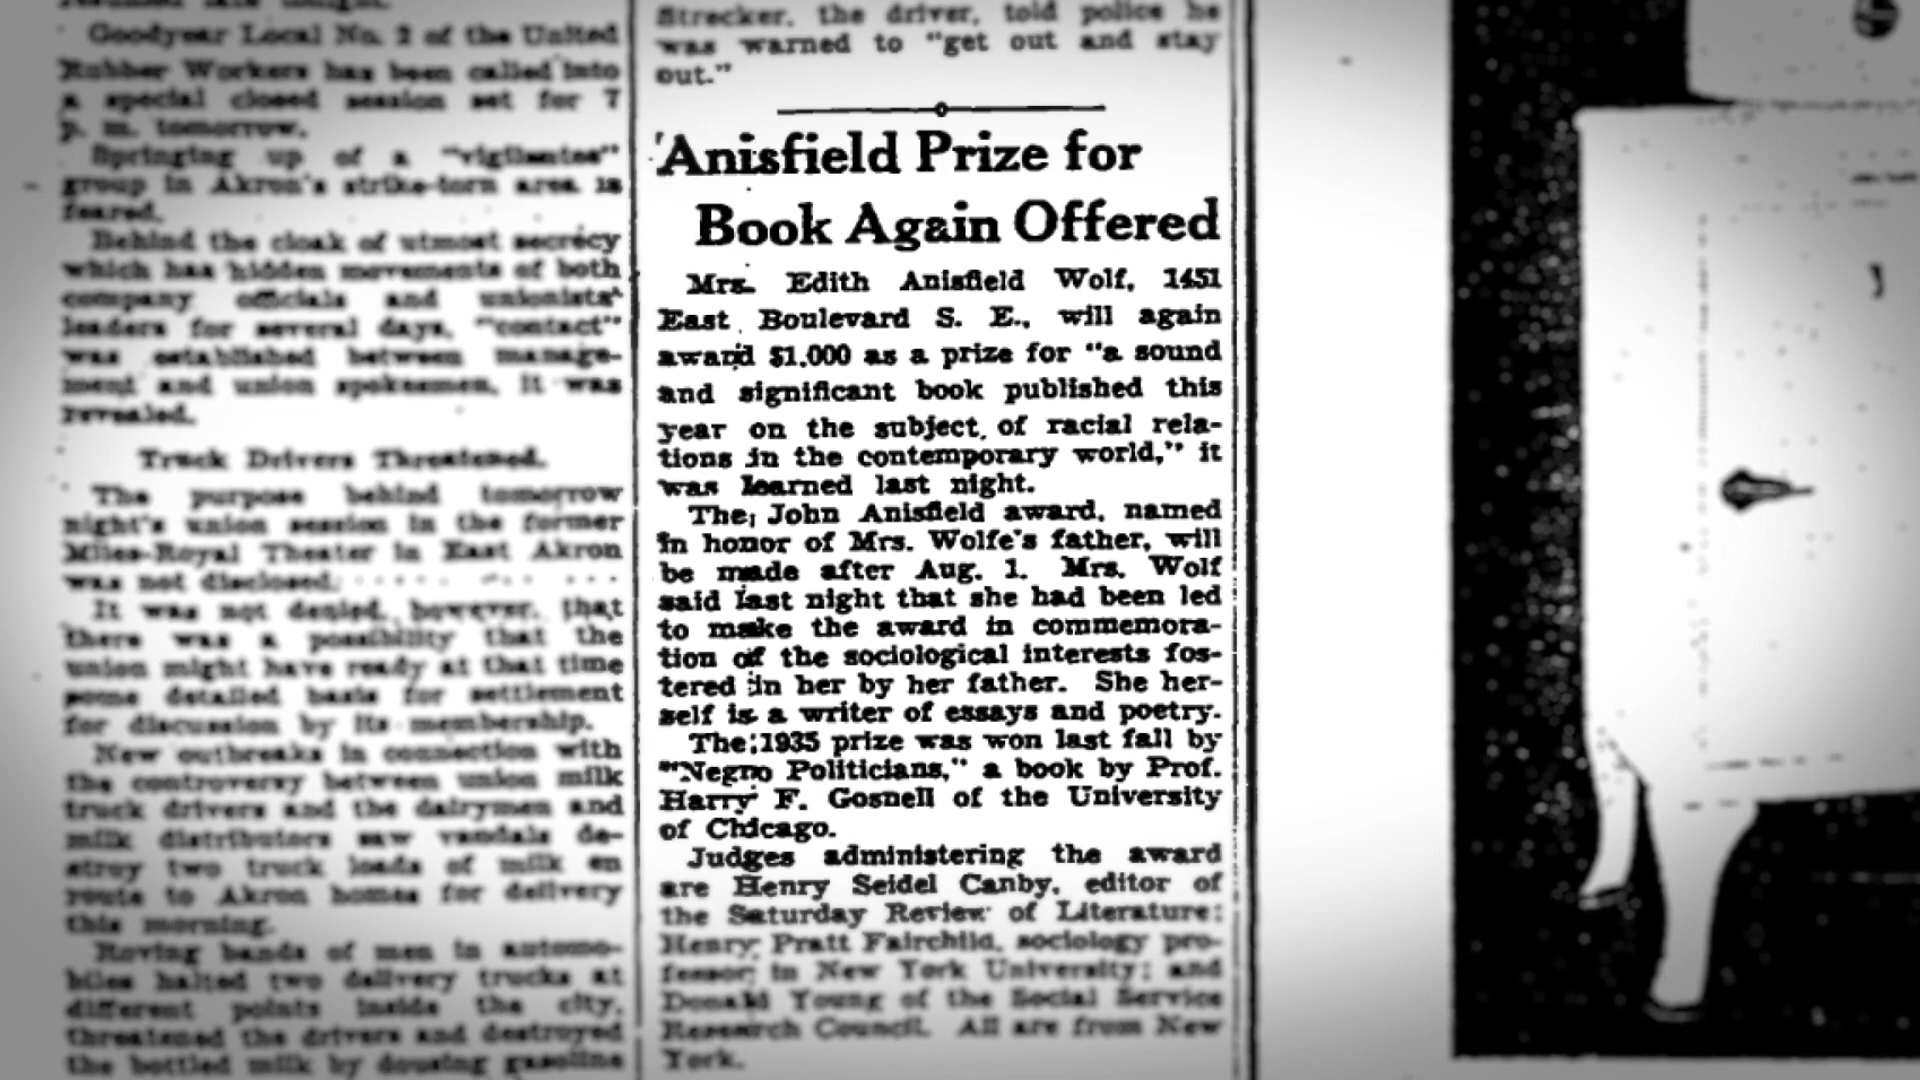 Goodyear Local No. 2 of the United
Rubber Workers has been called into
a special closed session set for 7
p. m. tomorrow.
Springing up of a "vigilantes"
group in Akron's strike-torn area is
feared.
Behind the cloak of utmost secrecy
which has hidden movements of both
company officials and unionists'
leaders for several days, "contact"
was established between manage-
ment and union spokesmen, it was
revealed.
Truck Drivers Threatened.
The purpose behind tomorrow
night's union session in the former
Miles-Royal Theater in East Akron
was not disclosed.
It was not denied, however, that
there was a possibility that the
union might have ready at that time
some detailed basis for settlement
for discussion by its membership.
New outbreaks in connection with
the controversy between union milk
truck drivers and the dairymen and
milk distributors saw vandals de-
stroy two truck loads of milk en
route to Akron homes for delivery
this morning.
Roving bands of men in automo-
biles halted two delivery trucks at
different points inside the city,
threatened the drivers and destroyed
the bottled milk by dousing gasoline
Strecker, the driver, told police he
was warned to "get out and stay
out."
Anisfield Prize for
Book Again Offered
Mrs. Edith Anisfield Wolf, 1451
East Boulevard S. E., will again
award $1,000 as a prize for "a sound
and significant book published this
year on the subject of racial rela-
tions in the contemporary world," it
was learned last night.
The John Anisfield award, named
in honor of Mrs. Wolfe's father, will
be made after Aug. 1. Mrs. Wolf
said last night that she had been led
to make the award in commemora-
tion of the sociological interests fos-
tered in her by her father. She her-
self is a writer of essays and poetry.
The 1935 prize was won last fall by
"Negro Politicians," a book by Prof.
Harry F. Gosnell of the University
of Chicago.
Judges administering the award
are Henry Seidel Canby, editor of
the Saturday Review of Literature;
Henry Pratt Fairchild, sociology pro-
fessor in New York University; and
Donald Young of the Social Service
Research Council. All are from New
York.